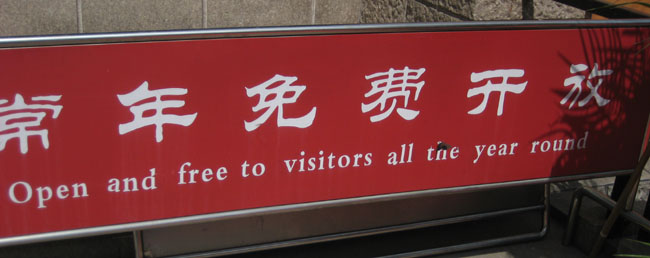 常年免费开放
Open and free to visitors all the year round